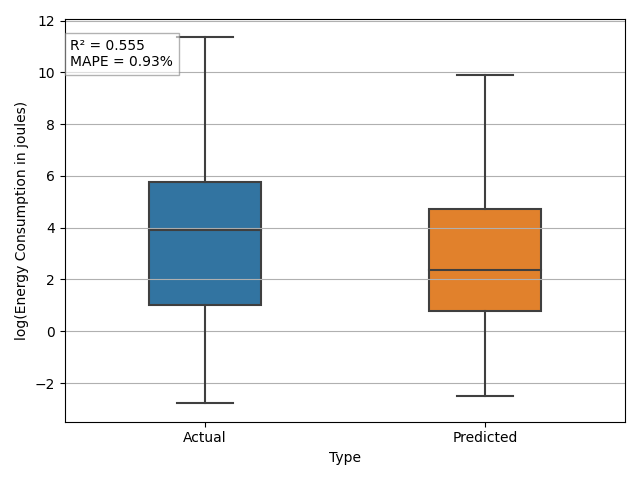 R² = 0.555
MAPE = 0.93%
12
10
8
6
4
2
0
−2
log(Energy Consumption in joules)
Actual
Predicted
Type